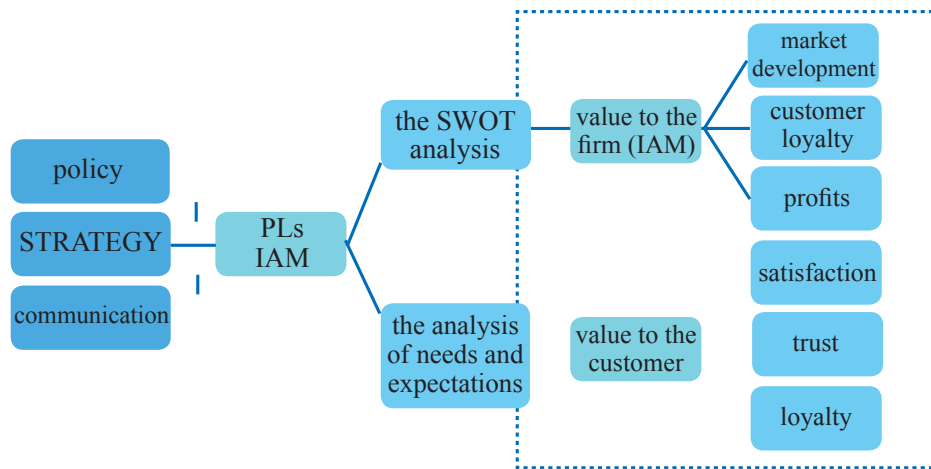 policy
STRATEGY
communication
PLs
IAM
the SWOT
analysis
the analysis
of needs and
expectations
value to the
firm (IAM)
value to the
customer
market
development
customer
loyalty
profits
satisfaction
trust
loyalty